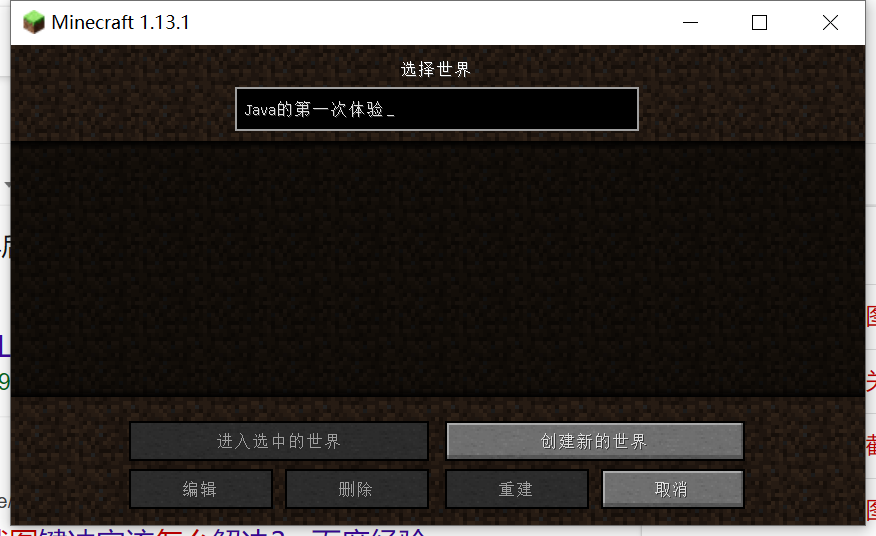 Minecraft 1.13.1
选择世界
Java的第一次体验_
进入选中的世界
创建新的世界
编辑
删除
重建
取消